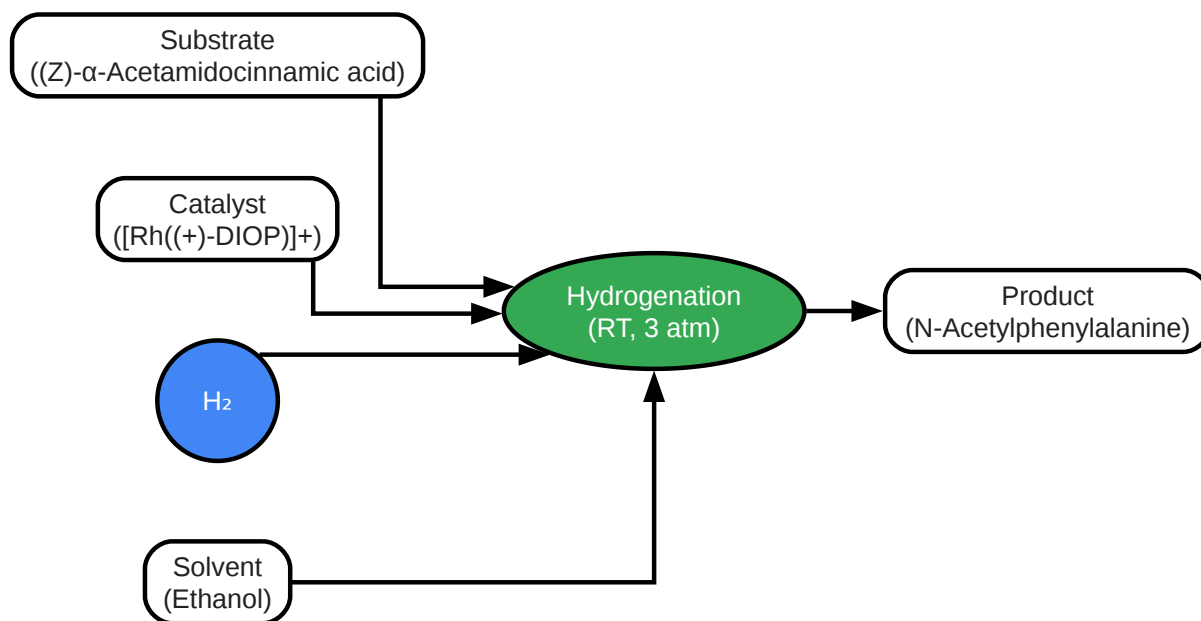 Substrate
((Z)-α-Acetamidocinnamic acid)
Catalyst
([Rh((+)-DIOP)]+)
Hydrogenation
(RT, 3 atm)
Product
(N-Acetylphenylalanine)
H₂
Solvent
(Ethanol)